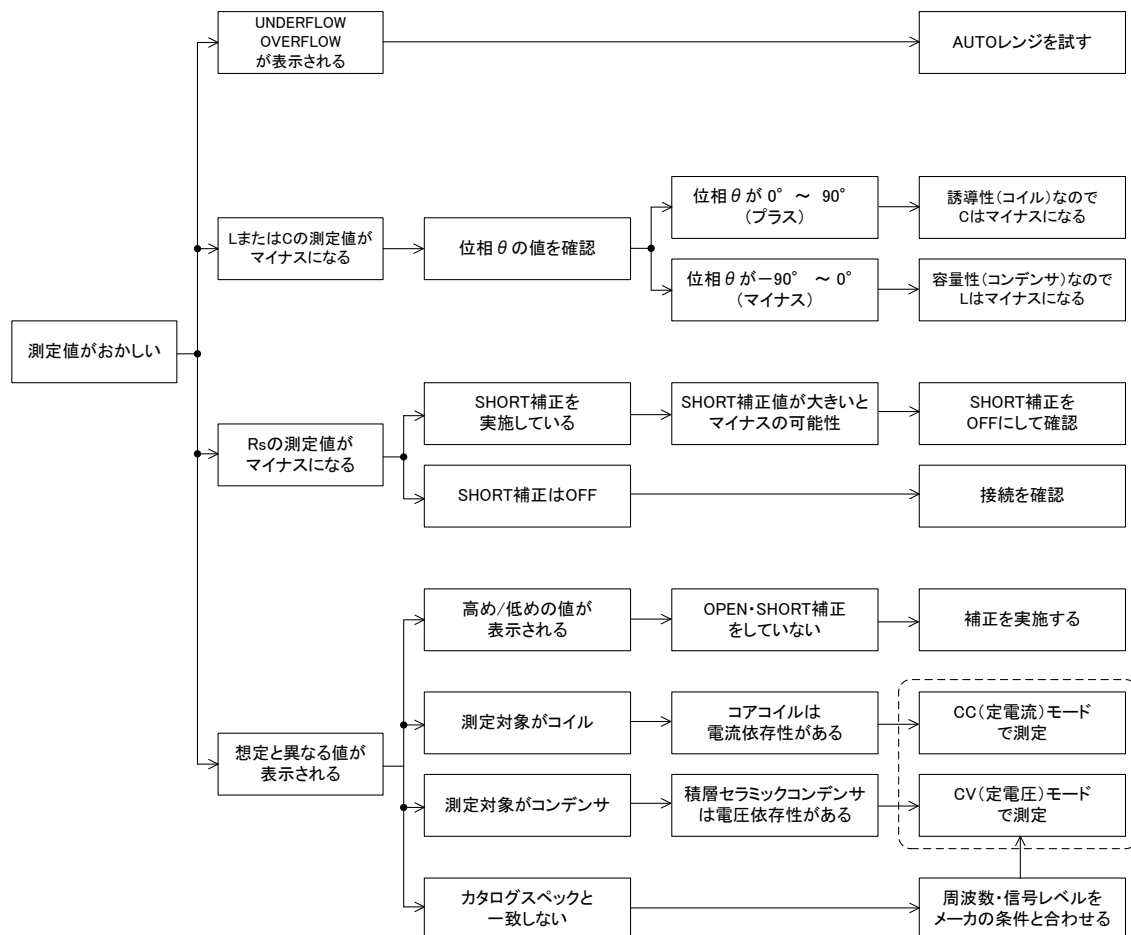 UNDERFLOW
OVERFLOW
が表示される
AUTOレンジを試す
測定値がおかしい
LまたはCの測定値が
マイナスになる
位相θの値を確認
位相θが0° ~ 90°
(プラス)
誘導性(コイル)なので
Cはマイナスになる
位相θが-90° ~ 0°
(マイナス)
容量性(コンデンサ)なので
Lはマイナスになる
Rsの測定値が
マイナスになる
SHORT補正を
実施している
SHORT補正値が大きいと
マイナスの可能性
SHORT補正を
OFFにして確認
SHORT補正はOFF
接続を確認
想定と異なる値が
表示される
高め/低めの値が
表示される
OPEN・SHORT補正
をしていない
補正を実施する
測定対象がコイル
コアコイルは
電流依存性がある
CC(定電流)モード
で測定
測定対象がコンデンサ
積層セラミックコンデンサ
は電圧依存性がある
CV(定電圧)モード
で測定
カタログスペックと
一致しない
周波数・信号レベルを
メーカの条件と合わせる